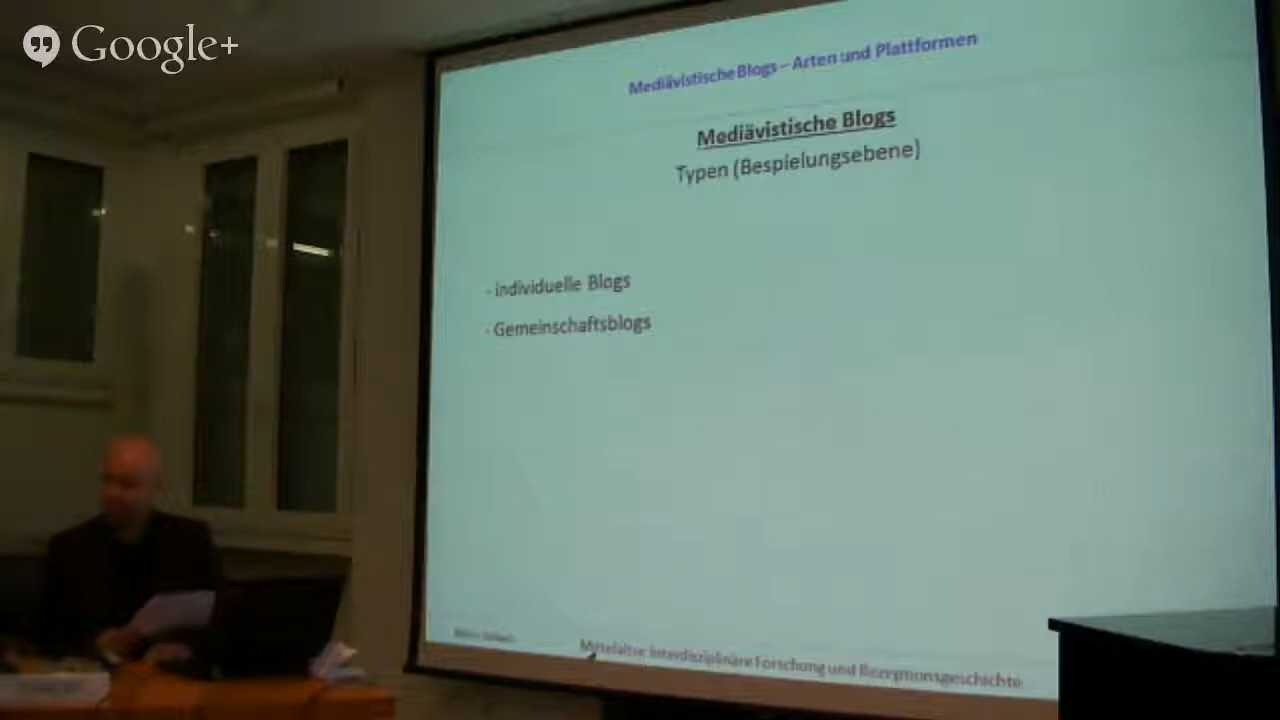 Google+
Mediävistische Blogs – Arten und Plattformen
Mediävistische Blogs
Typen (Bespielungsebene)
- individuelle Blogs
- Gemeinschaftsblogs
Mittelalter. Interdisziplinäre Forschung und Rezeptionsgeschichte